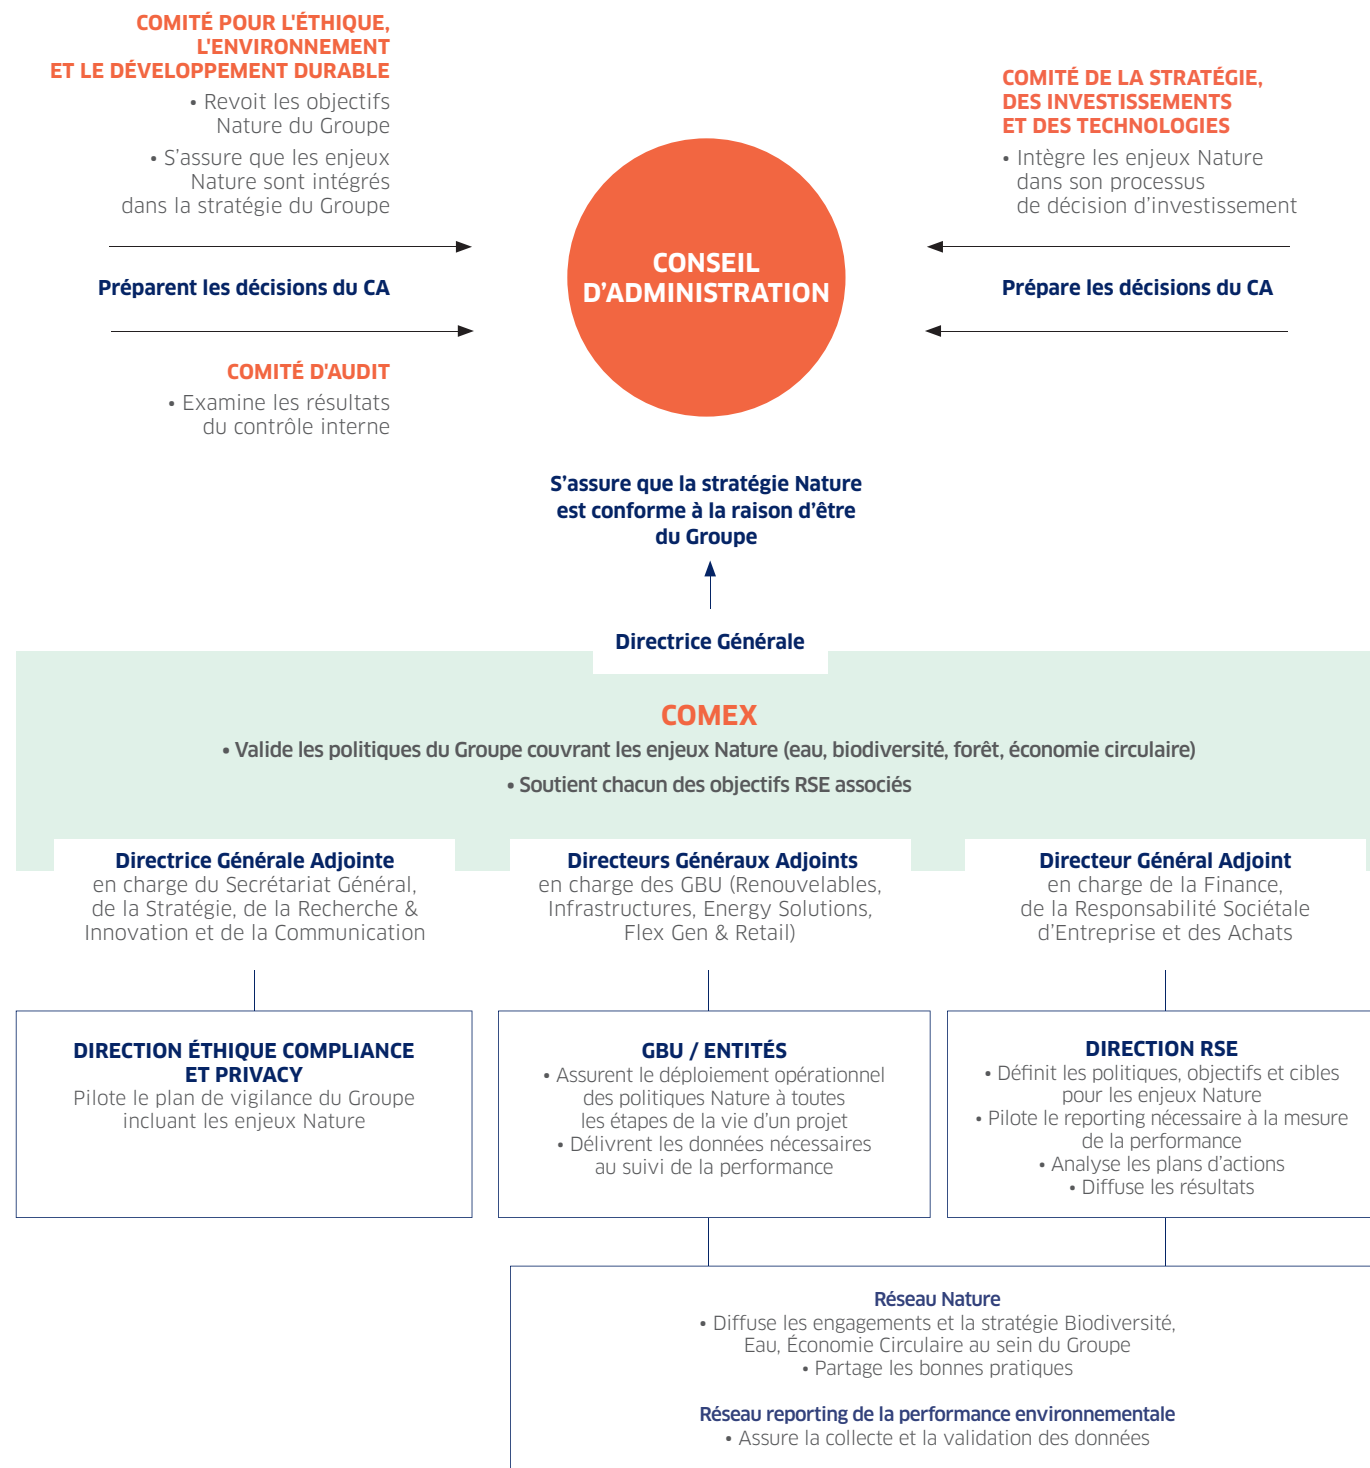 COMITÉ POUR L'ÉTHIQUE,
L'ENVIRONNEMENT
ET LE DÉVELOPPEMENT DURABLE
• Revoit les objectifs
Nature du Groupe
• S’assure que les enjeux
Nature sont intégrés
dans la stratégie du Groupe
Préparent les décisions du CA
COMITÉ D'AUDIT
• Examine les résultats
du contrôle interne
CONSEIL
D’ADMINISTRATION
COMITÉ DE LA STRATÉGIE,
DES INVESTISSEMENTS
ET DES TECHNOLOGIES
• Intègre les enjeux Nature
dans son processus
de décision d’investissement
Prépare les décisions du CA
S’assure que la stratégie Nature
est conforme à la raison d’être
du Groupe
Directrice Générale
COMEX
• Valide les politiques du Groupe couvrant les enjeux Nature (eau, biodiversité, forêt, économie circulaire)
• Soutient chacun des objectifs RSE associés
Directrice Générale Adjointe
en charge du Secrétariat Général,
de la Stratégie, de la Recherche &
Innovation et de la Communication
Directeurs Généraux Adjoints
en charge des GBU (Renouvelables,
Infrastructures, Energy Solutions,
Flex Gen & Retail)
Directeur Général Adjoint
en charge de la Finance,
de la Responsabilité Sociétale
d’Entreprise et des Achats
DIRECTION ÉTHIQUE COMPLIANCE
ET PRIVACY
Pilote le plan de vigilance du Groupe
incluant les enjeux Nature
GBU / ENTITÉS
• Assurent le déploiement opérationnel
des politiques Nature à toutes
les étapes de la vie d’un projet
• Délivrent les données nécessaires
au suivi de la performance
DIRECTION RSE
• Définit les politiques, objectifs et cibles
pour les enjeux Nature
• Pilote le reporting nécessaire à la mesure
de la performance
• Analyse les plans d’actions
• Diffuse les résultats
Réseau Nature
• Diffuse les engagements et la stratégie Biodiversité,
Eau, Économie Circulaire au sein du Groupe
• Partage les bonnes pratiques
Réseau reporting de la performance environnementale
• Assure la collecte et la validation des données